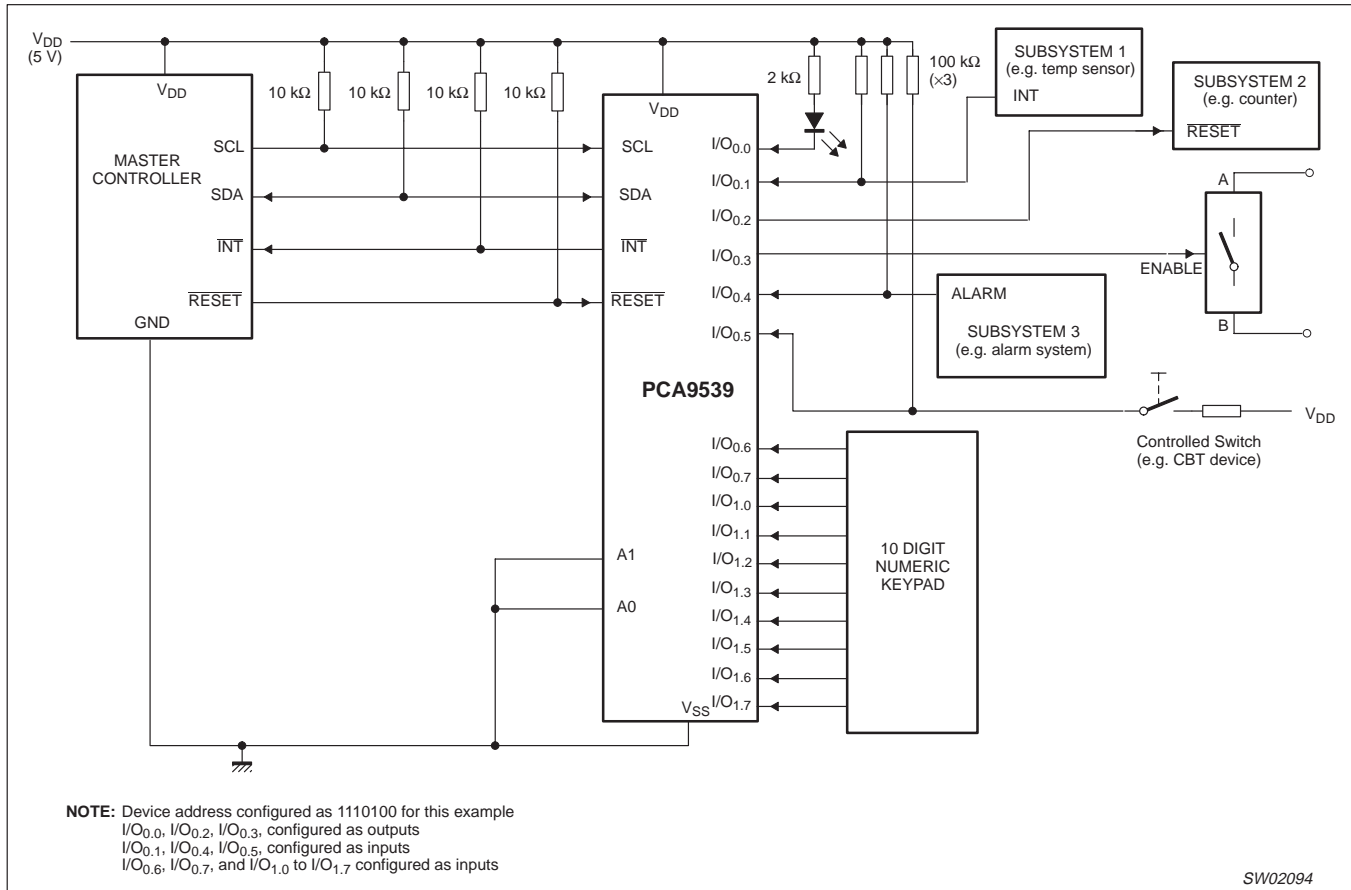 VDD
(5 V)
VDD
MASTER
CONTROLLER
SCL
SDA
INT
RESET
GND
10 kΩ
10 kΩ
10 kΩ
10 kΩ
VDD
SCL
SDA
INT
RESET
PCA9539
A1
A0
VSS
I/O0.0
I/O0.1
I/O0.2
I/O0.3
I/O0.4
I/O0.5
I/O0.6
I/O0.7
I/O1.0
I/O1.1
I/O1.2
I/O1.3
I/O1.4
I/O1.5
I/O1.6
I/O1.7
2 kΩ
100 kΩ
(×3)
SUBSYSTEM 1
(e.g. temp sensor)
INT
SUBSYSTEM 2
(e.g. counter)
RESET
A
ENABLE
B
ALARM
SUBSYSTEM 3
(e.g. alarm system)
VDD
Controlled Switch
(e.g. CBT device)
10 DIGIT
NUMERIC
KEYPAD
NOTE: Device address configured as 1110100 for this example
I/O0.0, I/O0.2, I/O0.3, configured as outputs
I/O0.1, I/O0.4, I/O0.5, configured as inputs
I/O0.6, I/O0.7, and I/O1.0 to I/O1.7 configured as inputs
SW02094